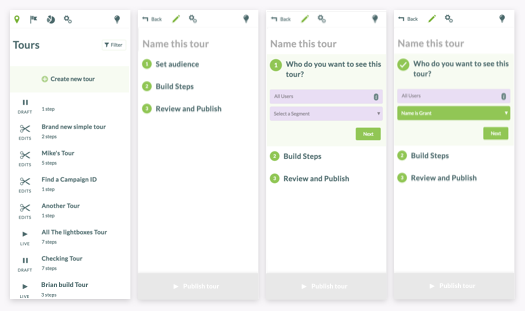 Tours
Filter
Create new tour
DRAFT
1 step
Brand new simple tour
EDITS
2 steps
Mike's Tour
EDITS
5 steps
Find a Campaign ID
EDITS
1 step
Another Tour
EDITS
1 step
All The lightboxes Tour
LIVE
7 steps
Checking Tour
DRAFT
7 steps
Brian build Tour
LIVE
3 steps
Back
Name this tour
1 Set audience
2 Build Steps
3 Review and Publish
Publish tour
Back
Name this tour
1 Who do you want to see this
tour?
All Users
Select a Segment
Next
2 Build Steps
3 Review and Publish
Publish tour
Back
Name this tour
Who do you want to see this
tour?
All Users
Name is Grant
Next
2 Build Steps
3 Review and Publish
Publish tour